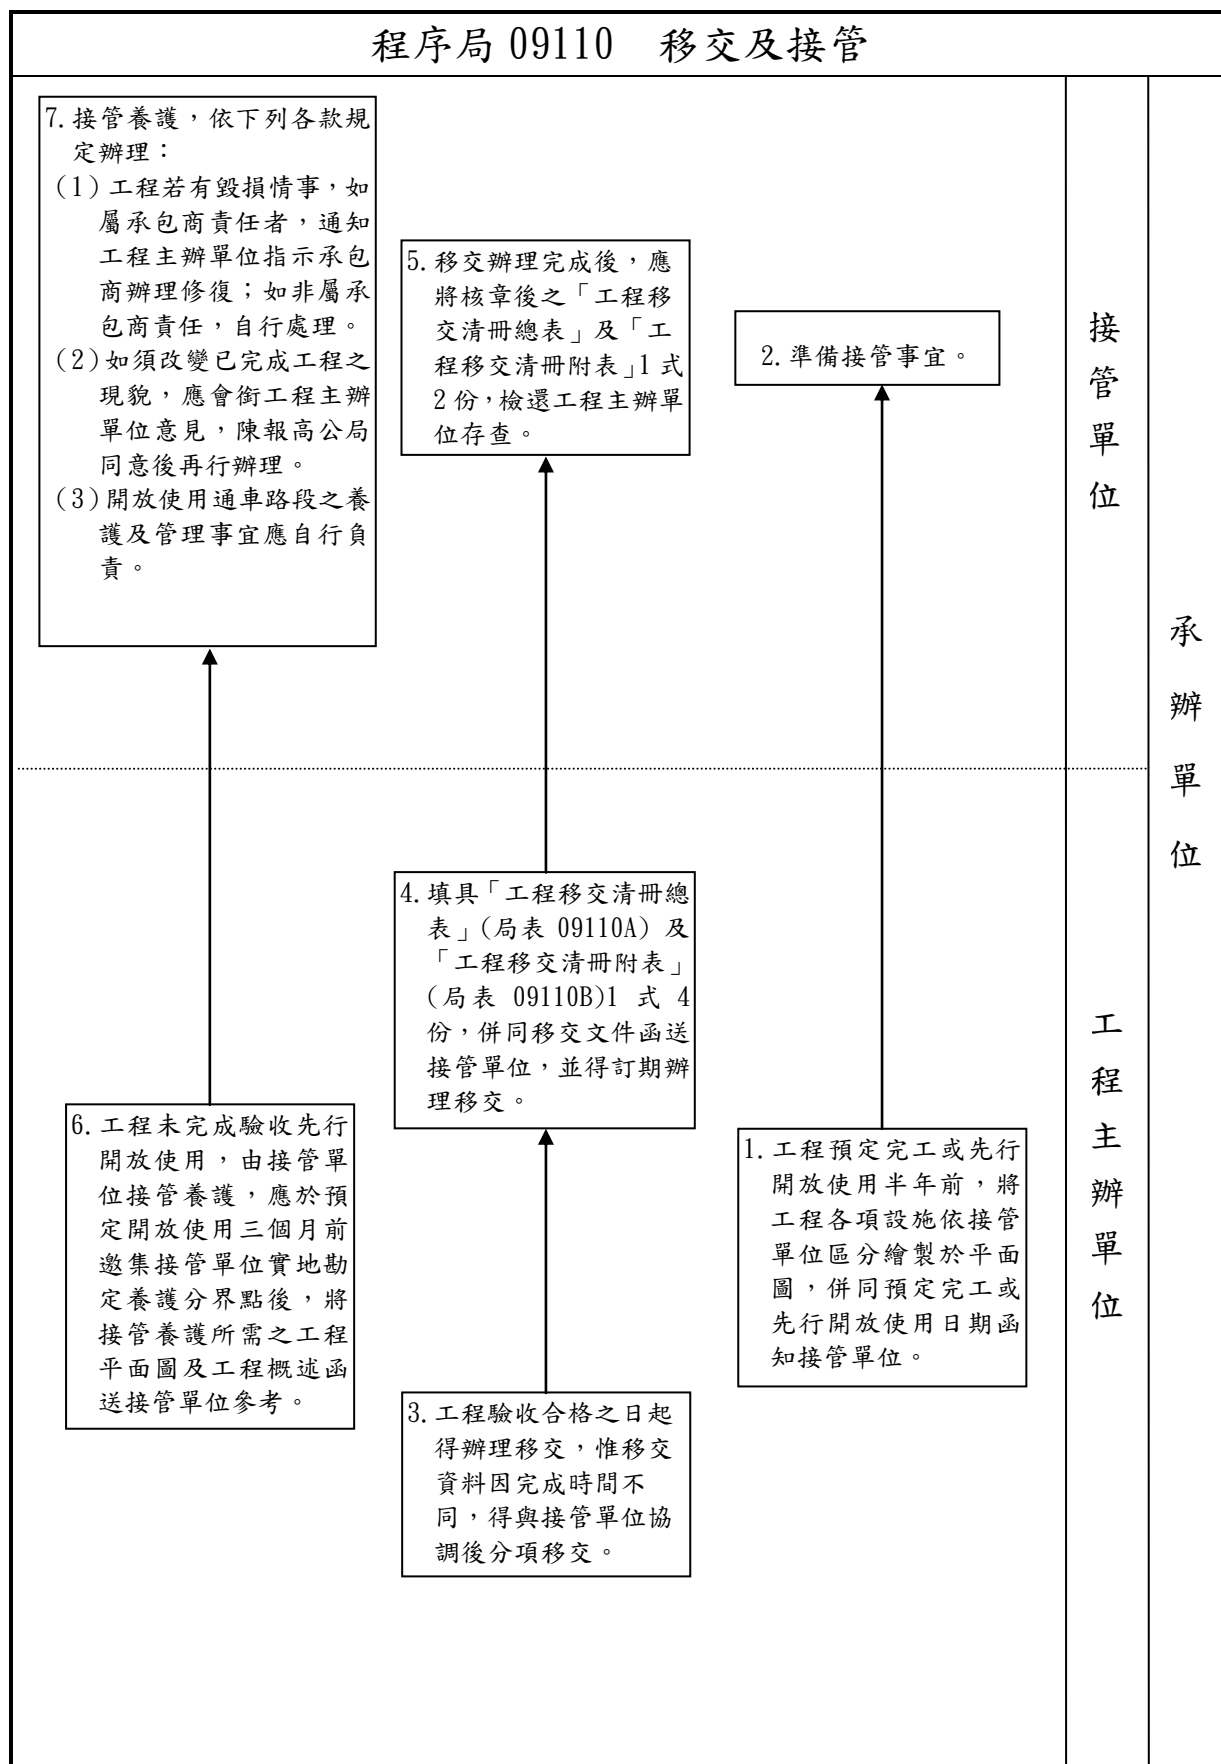 程序局 09110　移交及接管
承辦單位
接管單位
工程主辦單位
1.工程預定完工或先行
開放使用半年前，將
工程各項設施依接管
單位區分繪製於平面
圖，併同預定完工或
先行開放使用日期函
知接管單位。
2.準備接管事宜。
3.工程驗收合格之日起
得辦理移交，惟移交
資料因完成時間不
同，得與接管單位協
調後分項移交。
4.填具「工程移交清冊總
表」(局表 09110A) 及
「工程移交清冊附表」
(局表 09110B)1 式 4
份，併同移交文件函送
接管單位，並得訂期辦
理移交。
5.移交辦理完成後，應
將核章後之「工程移
交清冊總表」及「工
程移交清冊附表」1 式
2 份，檢還工程主辦單
位存查。
6.工程未完成驗收先行
開放使用，由接管單
位接管養護，應於預
定開放使用三個月前
邀集接管單位實地勘
定養護分界點後，將
接管養護所需之工程
平面圖及工程概述函
送接管單位參考。
7.接管養護，依下列各款規
定辦理：
(1)工程若有毀損情事，如
屬承包商責任者，通知
工程主辦單位指示承包
商辦理修復；如非屬承
包商責任，自行處理。
(2)如須改變已完成工程之
現貌，應會銜工程主辦
單位意見，陳報高公局
同意後再行辦理。
(3)開放使用通車路段之養
護及管理事宜應自行負
責。